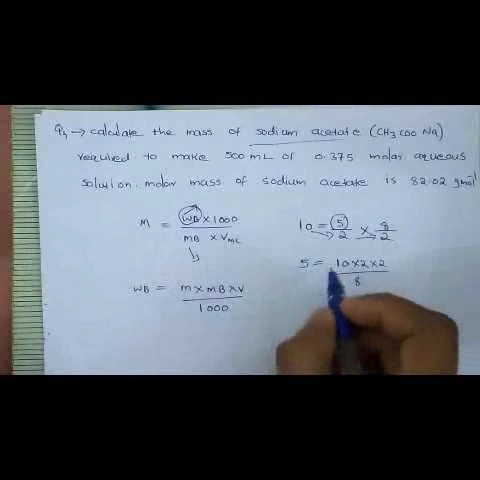 Q, → calculate the mass of sodium acetate (CH3COONa)
required to make 500 mL of 0.375 molar aqueous
solution. molar mass of sodium acetate is 82.02 gmol-1
M = WB × 1000 / MB × VmL
10 = 5/2 × 8/2
5 = 10×2×2 / 8
WB = M × MB × V / 1000